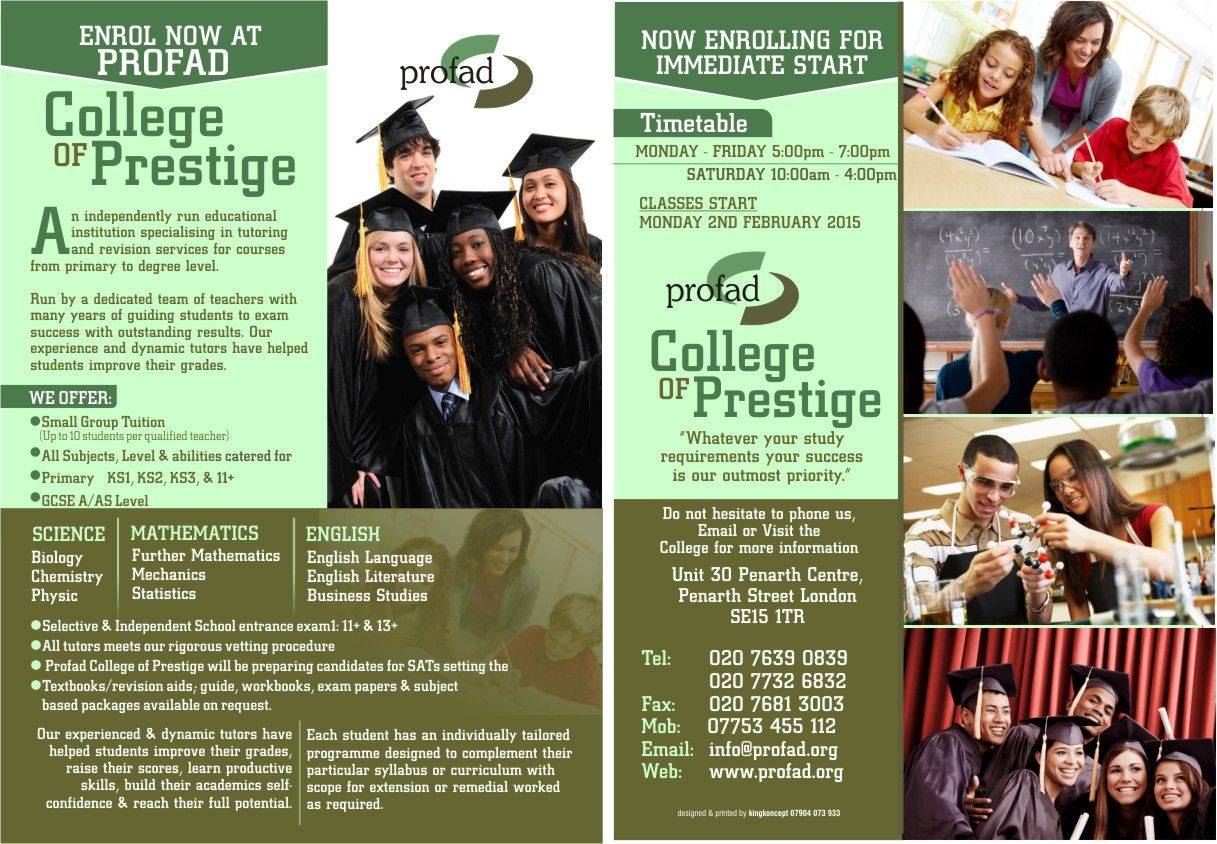 ENROL NOW AT
PROFAD
College
OF Prestige
An independently run educational
institution specialising in tutoring
and revision services for courses
from primary to degree level.
Run by a dedicated team of teachers with
many years of guiding students to exam
success with outstanding results. Our
experience and dynamic tutors have helped
students improve their grades.
WE OFFER:
Small Group Tuition
(Up to 10 students per qualified teacher)
All Subjects, Level & abilities catered for
Primary KS1, KS2, KS3, & 11+
GCSE A/AS Level
profad
SCIENCE
Biology
Chemistry
Physic
MATHEMATICS
Further Mathematics
Mechanics
Statistics
ENGLISH
English Language
English Literature
Business Studies
Selective & Independent School entrance exam1: 11+ & 13+
All tutors meets our rigorous vetting procedure
Profad College of Prestige will be preparing candidates for SATs setting the
Textbooks/revision aids; guide, workbooks, exam papers & subject
based packages available on request.
Our experienced & dynamic tutors have
helped students improve their grades,
raise their scores, learn productive
skills, build their academics self-
confidence & reach their full potential.
Each student has an individually tailored
programme designed to complement their
particular syllabus or curriculum with
scope for extension or remedial worked
as required.
NOW ENROLLING FOR
IMMEDIATE START
Timetable
MONDAY - FRIDAY 5:00pm - 7:00pm
SATURDAY 10:00am - 4:00pm
CLASSES START
MONDAY 2ND FEBRUARY 2015
profad
College
OF Prestige
"Whatever your study
requirements your success
is our outmost priority."
Do not hesitate to phone us,
Email or Visit the
College for more information
Unit 30 Penarth Centre,
Penarth Street London
SE15 1TR
Tel: 020 7639 0839
020 7732 6832
Fax: 020 7681 3003
Mob: 07753 455 112
Email: info@profad.org
Web: www.profad.org
designed & printed by kingkoncept 07904 073 933